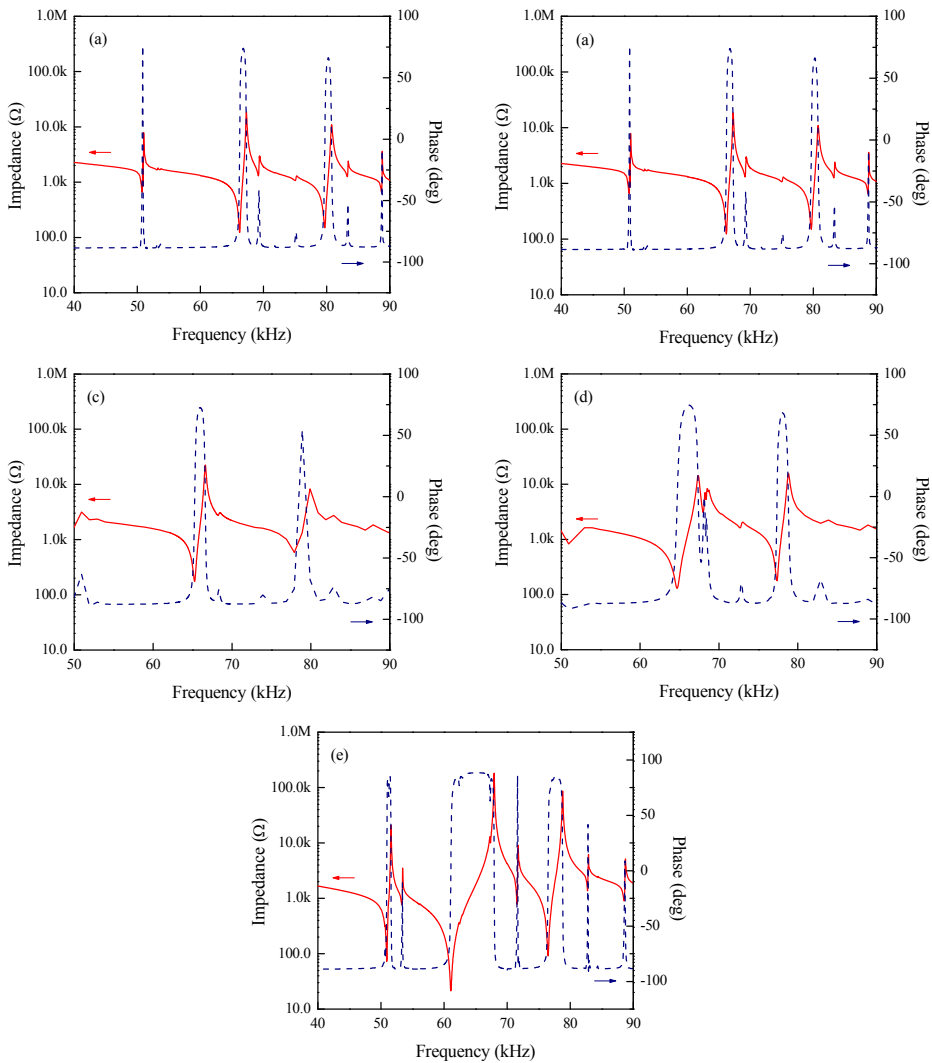 (a)
1.0M
100.0k
10.0k
1.0k
100.0
10.0
Impedance (Ω)
100
50
0
-50
-100
Phase (deg)
40 50 60 70 80 90
Frequency (kHz)
(a)
1.0M
100.0k
10.0k
1.0k
100.0
10.0
Impedance (Ω)
100
50
0
-50
-100
Phase (deg)
40 50 60 70 80 90
Frequency (kHz)
(c)
1.0M
100.0k
10.0k
1.0k
100.0
10.0
Impedance (Ω)
100
50
0
-50
-100
Phase (deg)
50 60 70 80 90
Frequency (kHz)
(d)
1.0M
100.0k
10.0k
1.0k
100.0
10.0
Impedance (Ω)
100
50
0
-50
-100
Phase (deg)
50 60 70 80 90
Frequency (kHz)
(e)
1.0M
100.0k
10.0k
1.0k
100.0
10.0
Impedance (Ω)
100
50
0
-50
-100
Phase (deg)
40 50 60 70 80 90
Frequency (kHz)